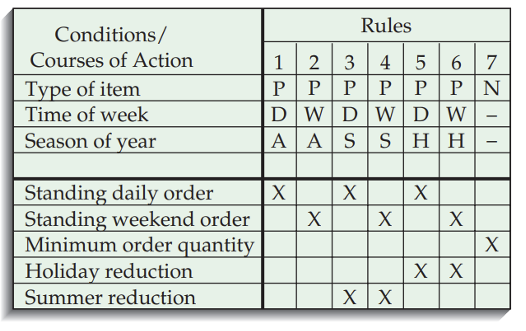 Conditions/ Rules
Courses of Action 1 2 3 4 5 6 7
Type of item P P P P P P N
Time of week D W D W D W –
Season of year A A S S H H –
Standing daily order X X X
Standing weekend order X X X
Minimum order quantity X
Holiday reduction X X
Summer reduction X X